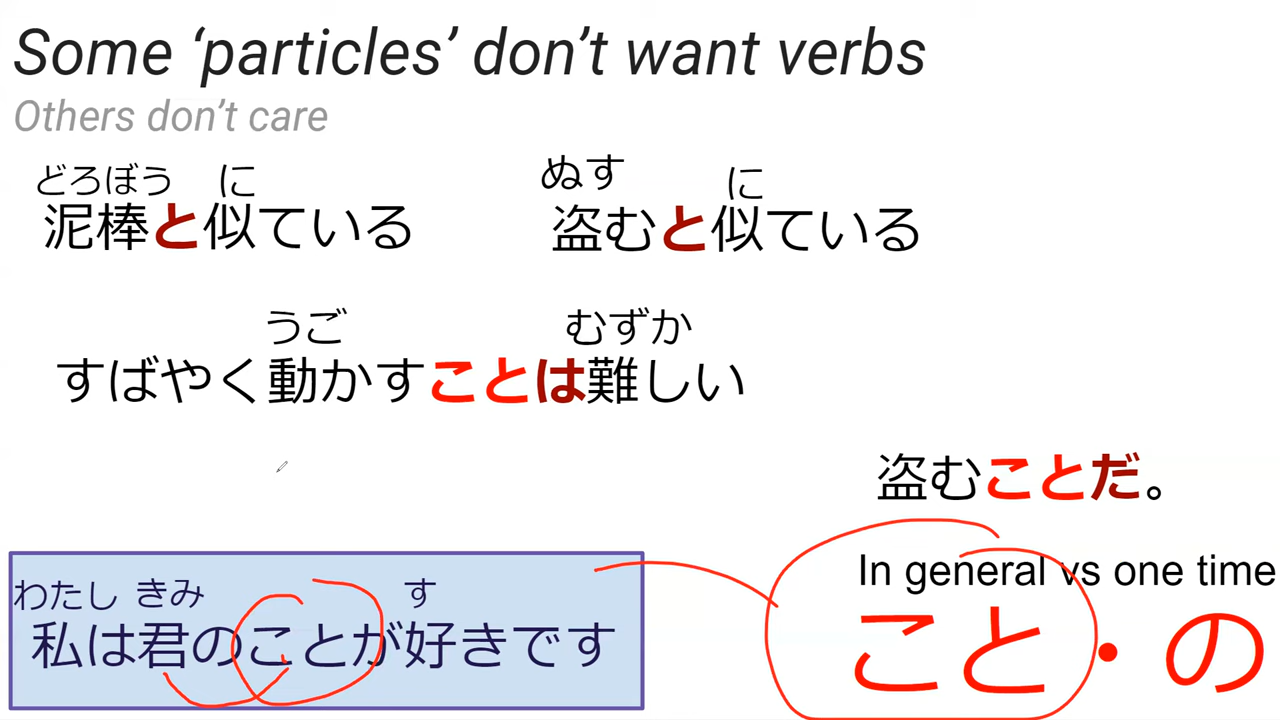 Some ‘particles’ don’t want verbs
Others don’t care
どろぼう に
泥棒と似ている
ぬす に
盗むと似ている
うご むずか
すばやく動かすことは難しい
盗むことだ。
わたし きみ す
私は君のことが好きです
In general vs one time
こと・の